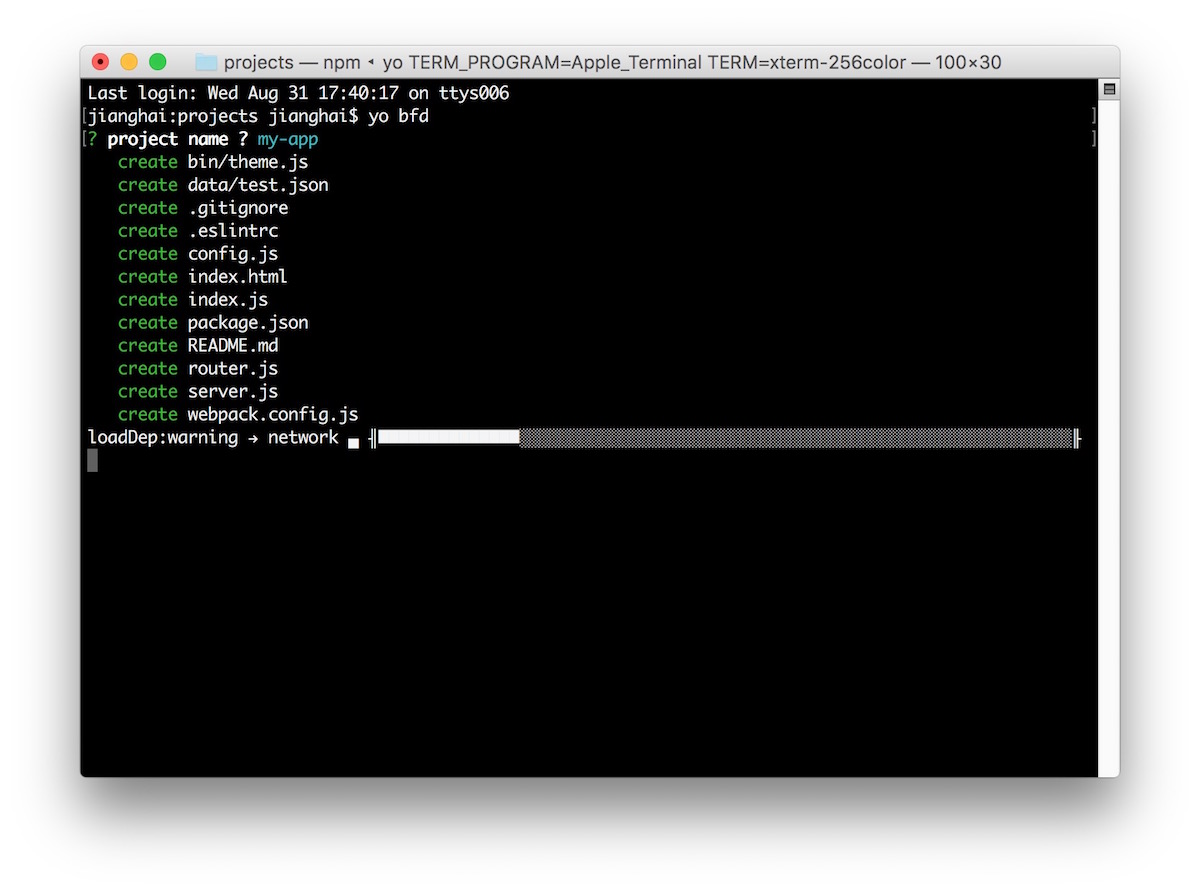 projects — npm ◂ yo TERM_PROGRAM=Apple_Terminal TERM=xterm-256color — 100×30
Last login: Wed Aug 31 17:40:17 on ttys006
[jianghai:projects jianghai$ yo bfd ]
[? project name ? my-app ]
create bin/theme.js
create data/test.json
create .gitignore
create .eslintrc
create config.js
create index.html
create index.js
create package.json
create README.md
create router.js
create server.js
create webpack.config.js
loadDep:warning → network